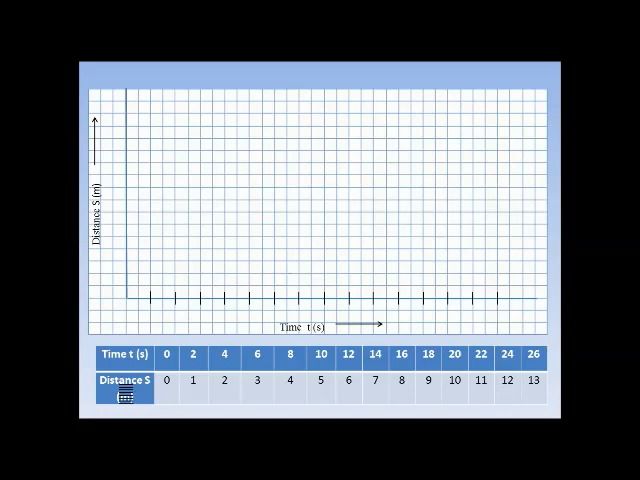 Distance S (m)
Time t (s)
Time t (s) 0 2 4 6 8 10 12 14 16 18 20 22 24 26
Distance S 0 1 2 3 4 5 6 7 8 9 10 11 12 13
(m)